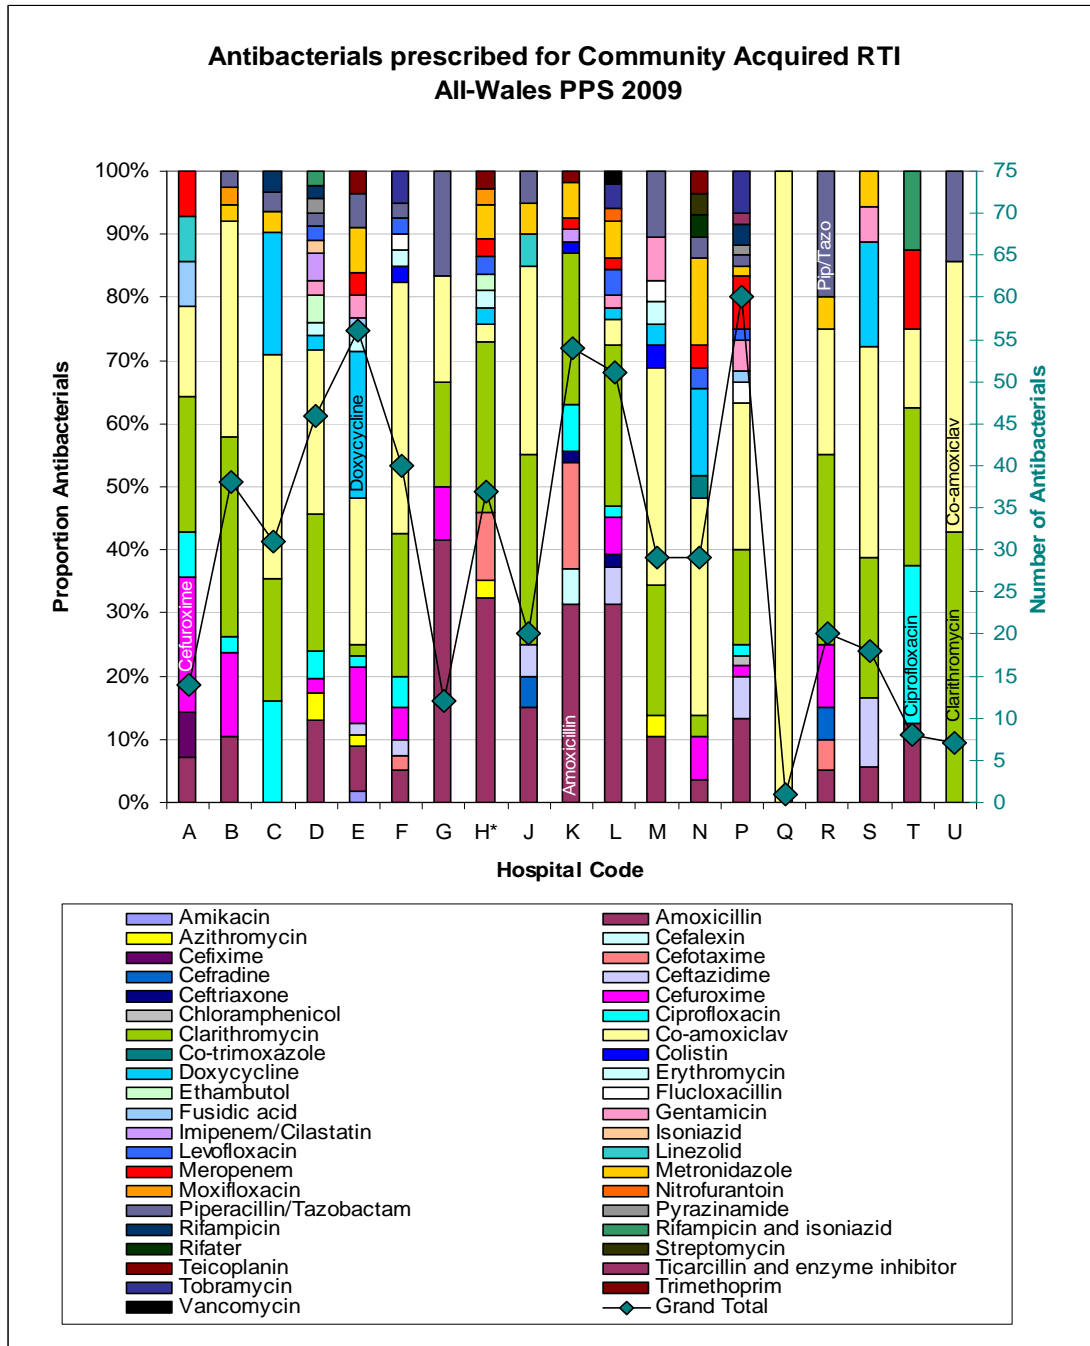 Antibacterials prescribed for Community Acquired RTI
All-Wales PPS 2009
Proportion Antibacterials
100%
90%
80%
70%
60%
50%
40%
30%
20%
10%
0%
Cefuroxime
Doxycycline
Amoxicillin
Pip/Tazo
Ciprofloxacin
Co-amoxiclav
Clarithromycin
75
70
65
60
55
50
45
40
35
30
25
20
15
10
5
0
Number of Antibacterials
A B C D E F G H* J K L M N P Q R S T U
Hospital Code
Amikacin Amoxicillin
Azithromycin Cefalexin
Cefixime Cefotaxime
Cefradine Ceftazidime
Ceftriaxone Cefuroxime
Chloramphenicol Ciprofloxacin
Clarithromycin Co-amoxiclav
Co-trimoxazole Colistin
Doxycycline Erythromycin
Ethambutol Flucloxacillin
Fusidic acid Gentamicin
Imipenem/Cilastatin Isoniazid
Levofloxacin Linezolid
Meropenem Metronidazole
Moxifloxacin Nitrofurantoin
Piperacillin/Tazobactam Pyrazinamide
Rifampicin Rifampicin and isoniazid
Rifater Streptomycin
Teicoplanin Ticarcillin and enzyme inhibitor
Tobramycin Trimethoprim
Vancomycin Grand Total